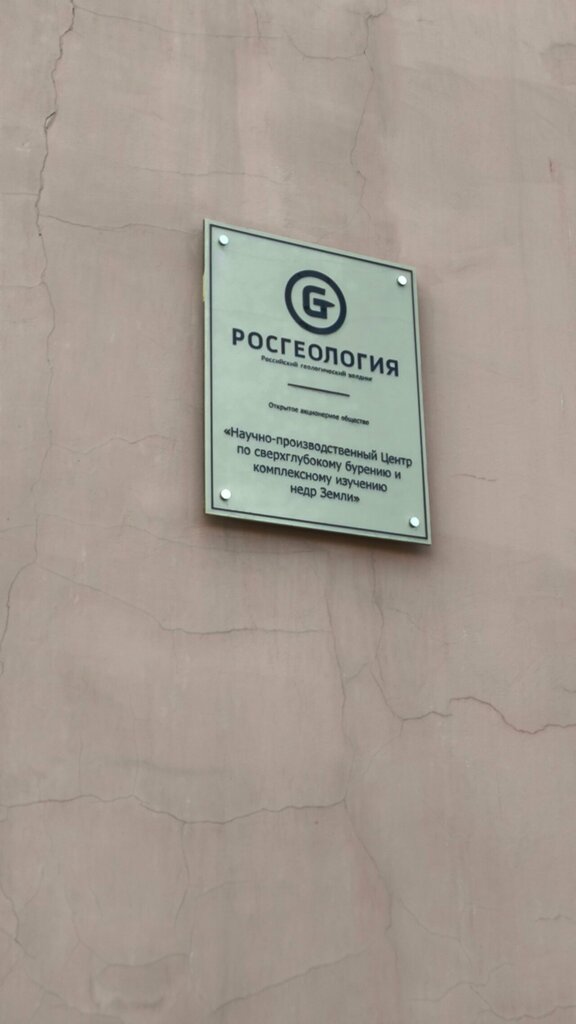 G
РОСГЕОЛОГИЯ
Российский геологический холдинг
Открытое акционерное общество
«Научно-производственный Центр
по сверхглубокому бурению и
комплексному изучению
недр Земли»